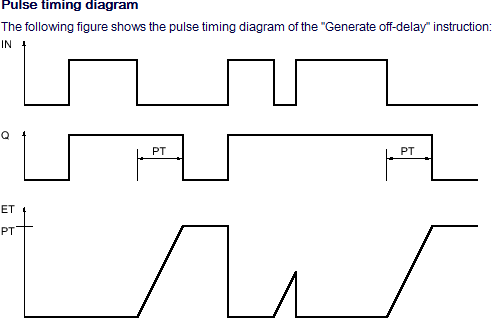 Pulse timing diagram
The following figure shows the pulse timing diagram of the "Generate off-delay" instruction:
IN
Q
PT
PT
ET
PT